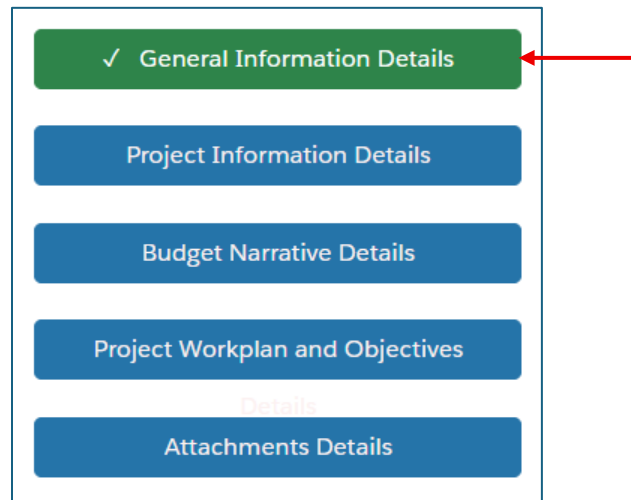 ✓ General Information Details
Project Information Details
Budget Narrative Details
Project Workplan and Objectives
Details
Attachments Details